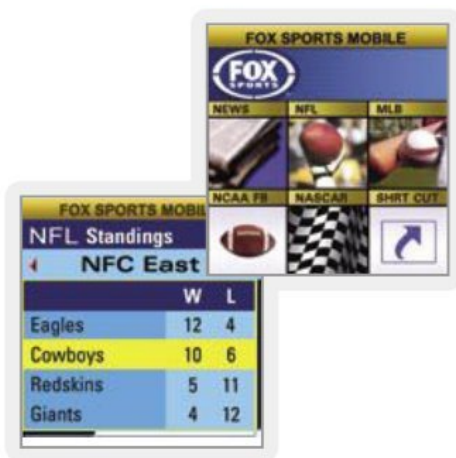 FOX SPORTS MOBILE
FOX
SPORTS
NEWS NFL MLB
NCAA FB NASCAR SHRT CUT
FOX SPORTS MOBIL
NFL Standings
NFC East
W L
Eagles 12 4
Cowboys 10 6
Redskins 5 11
Giants 4 12